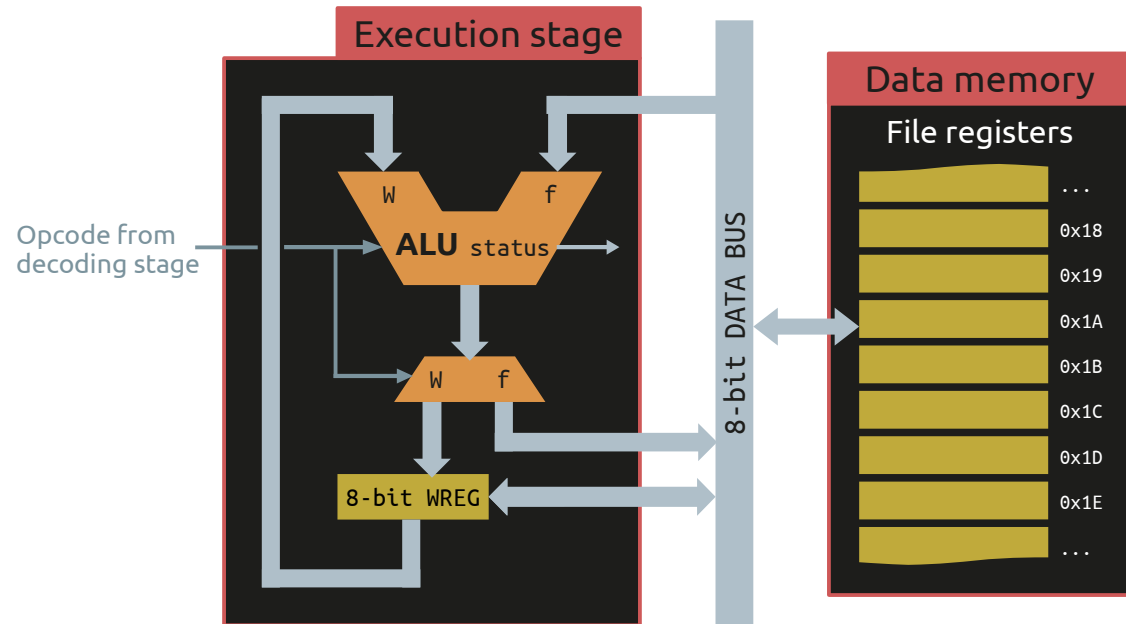 Execution stage
W
f
ALU status
Opcode from
decoding stage
W
f
8-bit WREG
8-bit DATA BUS
Data memory
File registers
...
0x18
0x19
0x1A
0x1B
0x1C
0x1D
0x1E
...